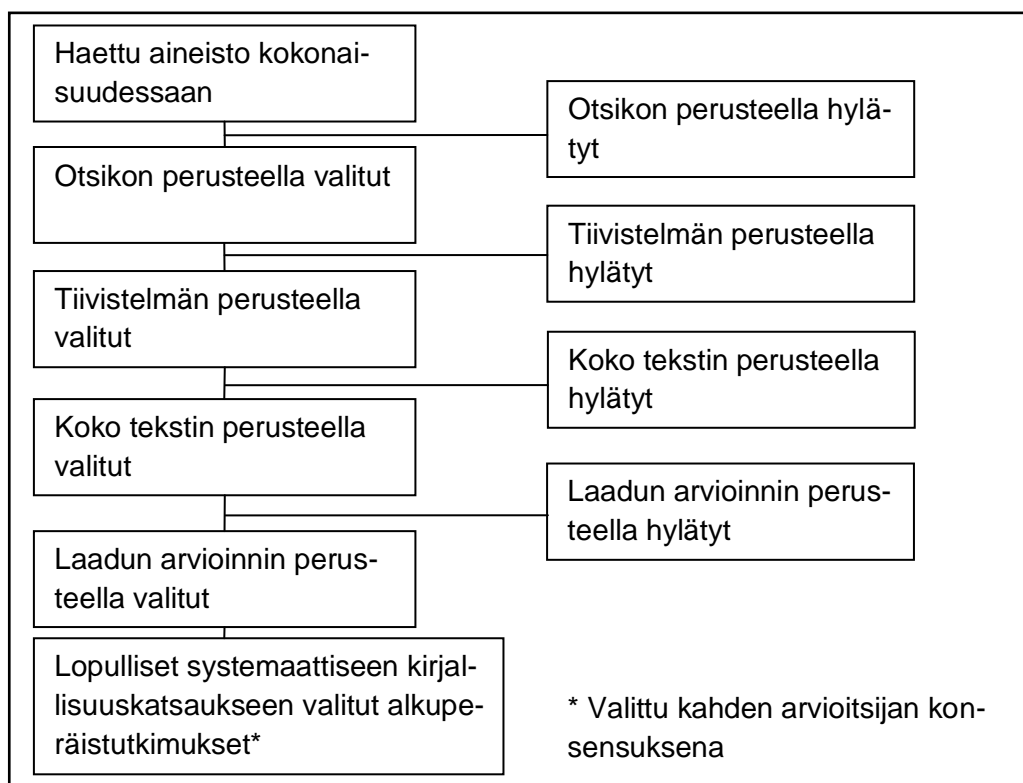 Haettu aineisto kokonai-
suudessaan
Otsikon perusteella hylä-
tyt
Otsikon perusteella valitut
Tiivistelmän perusteella
hylätyt
Tiivistelmän perusteella
valitut
Koko tekstin perusteella
hylätyt
Koko tekstin perusteella
valitut
Laadun arvioinnin perus-
teella hylätyt
Laadun arvioinnin perus-
teella valitut
Lopulliset systemaattiseen kirjal-
lisuuskatsaukseen valitut alkupe-
räistutkimukset*
* Valittu kahden arvioitsijan kon-
sensuksena